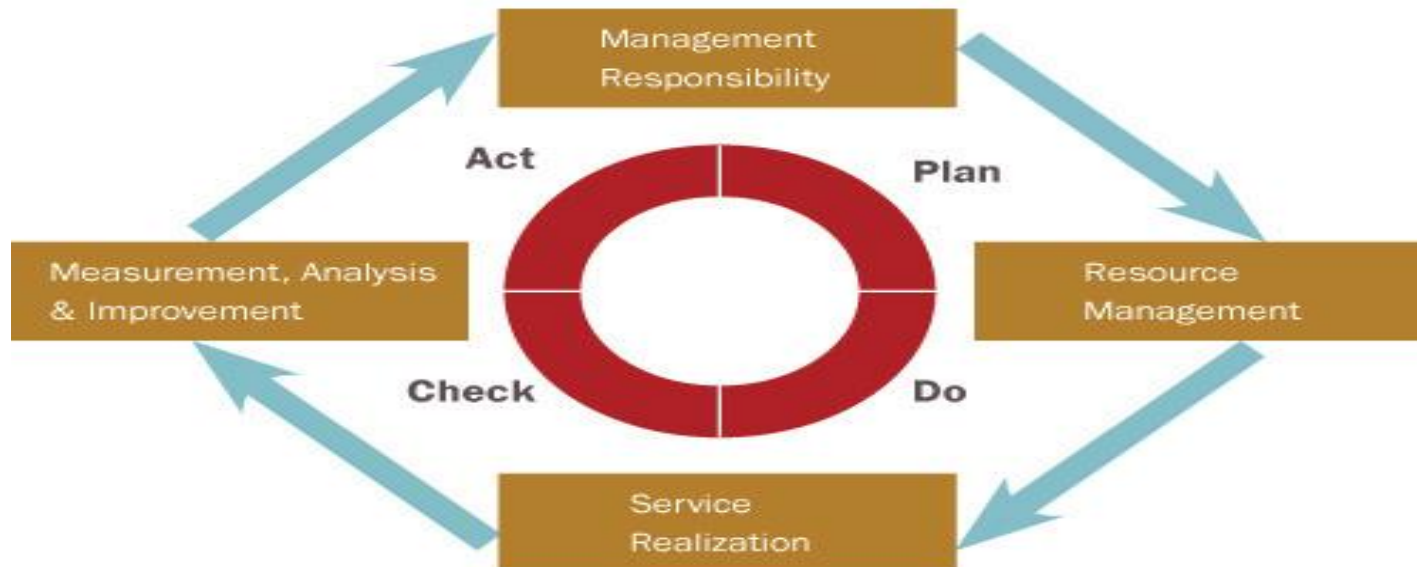 Management
Responsibility
Act
Plan
Measurement, Analysis
& Improvement
Resource
Management
Check
Do
Service
Realization